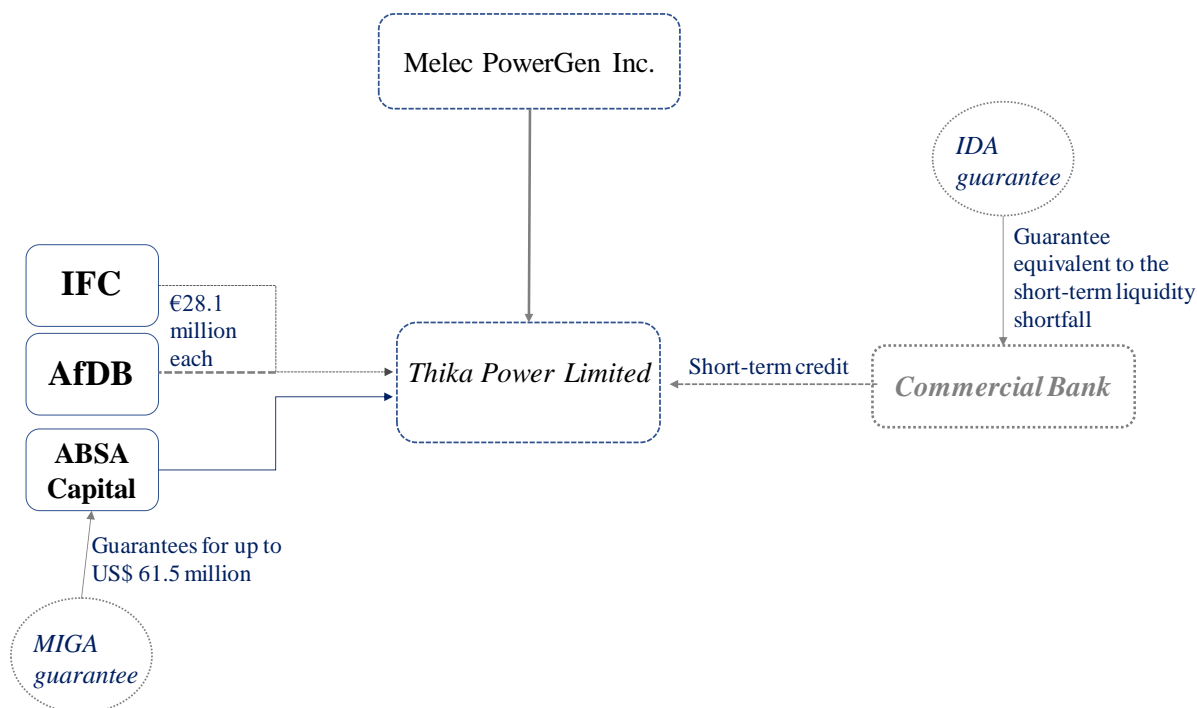 Melec PowerGen Inc.
IDA
guarantee
Guarantee
equivalent to the
short-term liquidity
shortfall
IFC
€28.1
million
each
AfDB
Thika Power Limited
Short-term credit
Commercial Bank
ABSA
Capital
Guarantees for up to
US$ 61.5 million
MIGA
guarantee